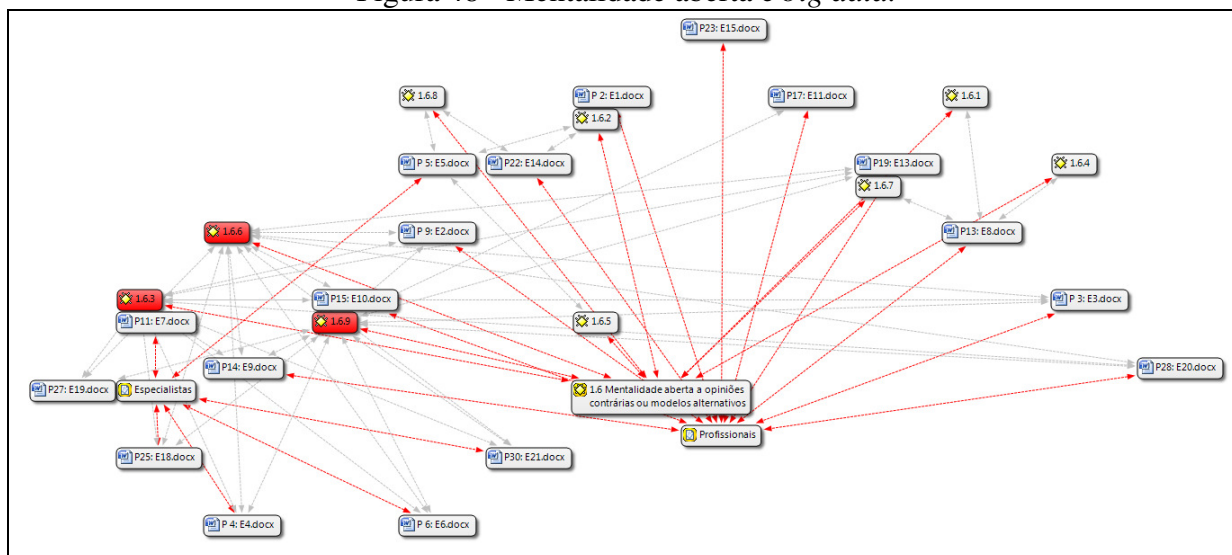 Figura 48 - Mentalidade aberta e big data.
P23: E15.docx
1.6.8
P 2: E1.docx
P17: E11.docx
1.6.1
1.6.2
P 5: E5.docx
P22: E14.docx
P19: E13.docx
1.6.4
1.6.7
1.6.6
P 9: E2.docx
P13: E8.docx
1.6.3
P15: E10.docx
P 3: E3.docx
P11: E7.docx
1.6.9
1.6.5
P14: E9.docx
P28: E20.docx
P27: E19.docx
Especialistas
1.6 Mentalidade aberta a opiniões
contrárias ou modelos alternativos
Profissionais
P25: E18.docx
P30: E21.docx
P 4: E4.docx
P 6: E6.docx